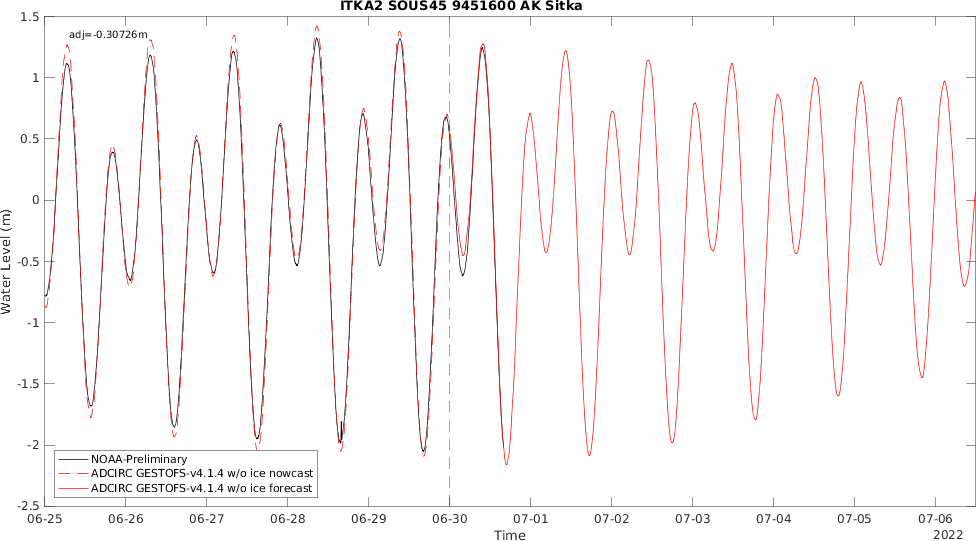 ITKA2 SOUS45 9451600 AK Sitka
adj=-0.30726m
1.5
1
0.5
0
-0.5
-1
-1.5
-2
-2.5
Water Level (m)
NOAA-Preliminary
ADCIRC GESTOFS-v4.1.4 w/o ice nowcast
ADCIRC GESTOFS-v4.1.4 w/o ice forecast
06-25 06-26 06-27 06-28 06-29 06-30 07-01 07-02 07-03 07-04 07-05 07-06
Time
2022